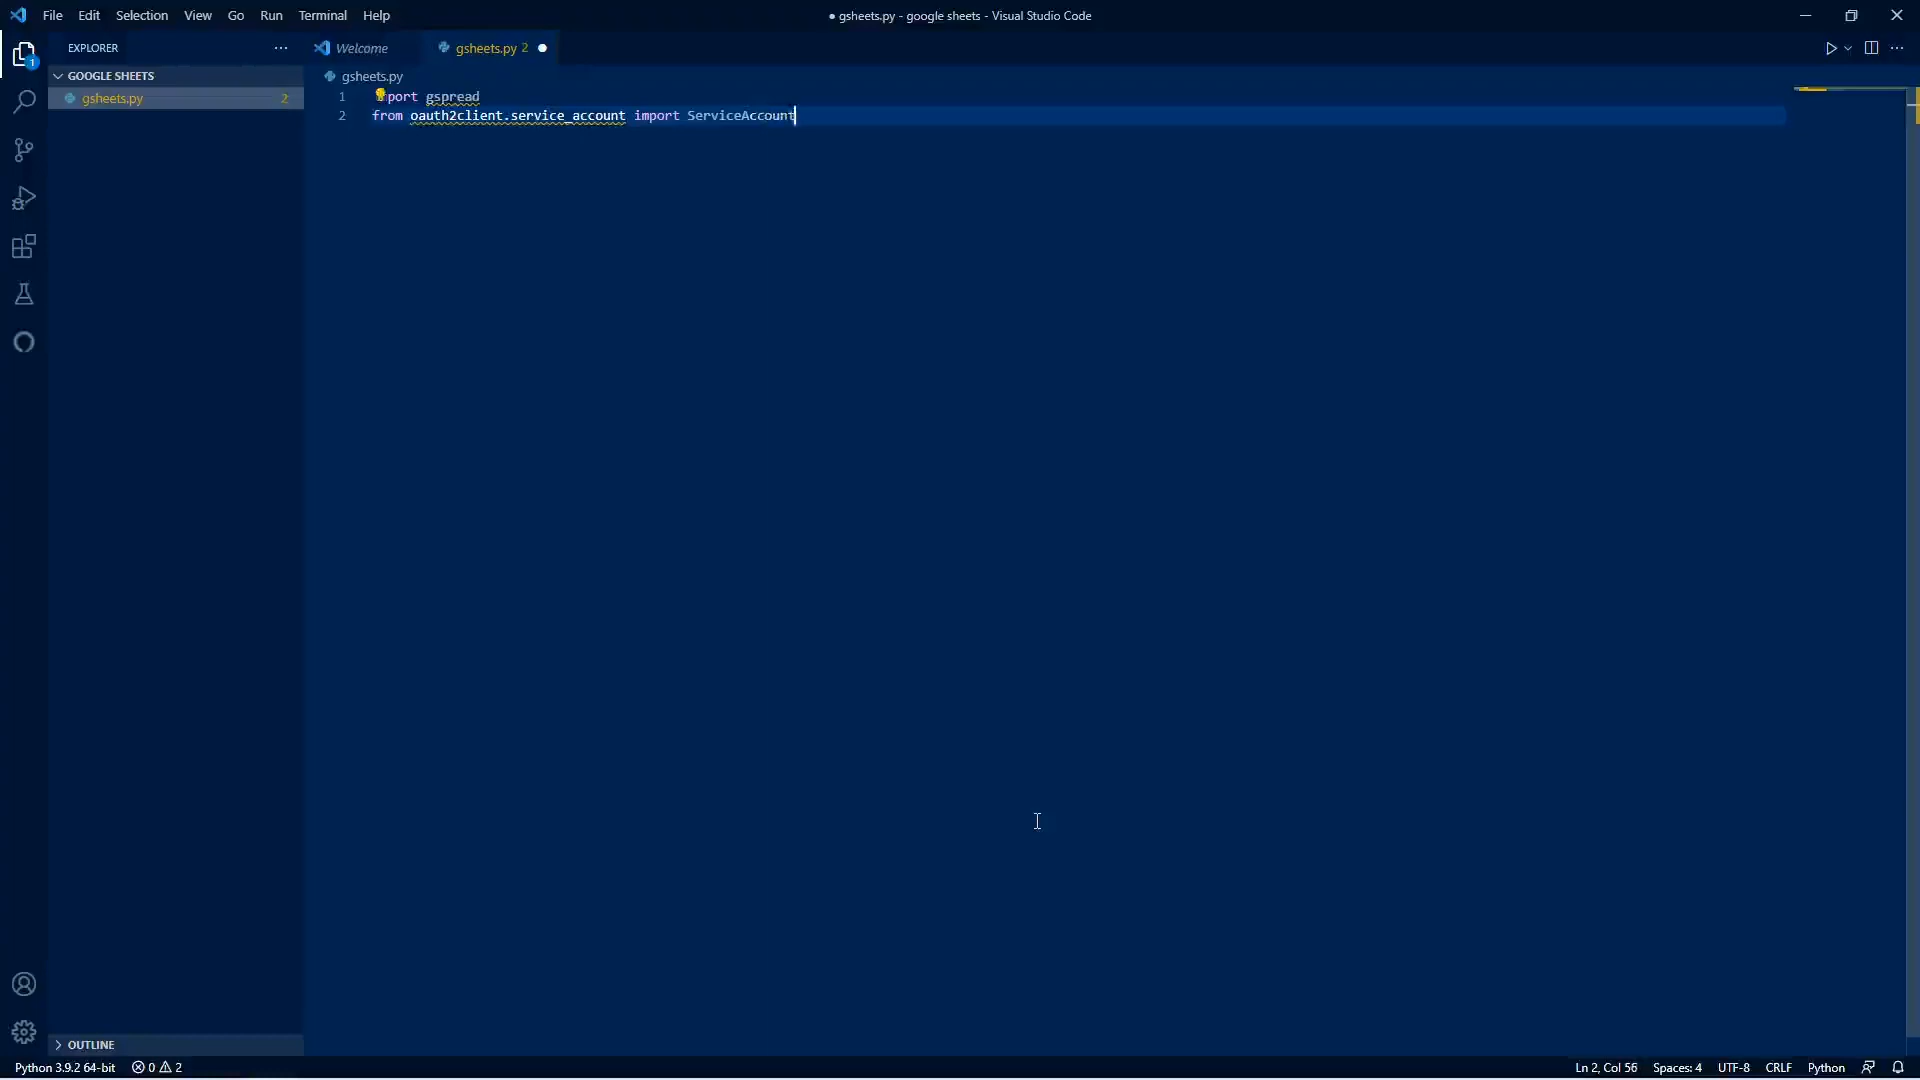 File Edit Selection View Go Run Terminal Help
● gsheets.py - google sheets - Visual Studio Code
EXPLORER
Welcome
gsheets.py 2
1
GOOGLE SHEETS
gsheets.py 2
gsheets.py
1 port gspread
2 from oauth2client.service_account import ServiceAccount
OUTLINE
Python 3.9.2 64-bit 0 2
Ln 2, Col 56 Spaces: 4 UTF-8 CRLF Python